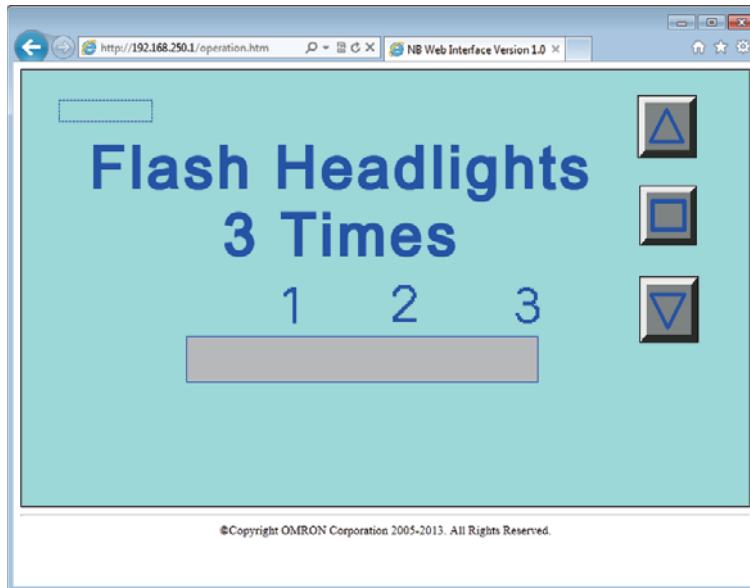 http://192.168.250.1/operation.htm
NB Web Interface Version 1.0
Flash Headlights
3 Times
1 2 3
©Copyright OMRON Corporation 2005-2013. All Rights Reserved.